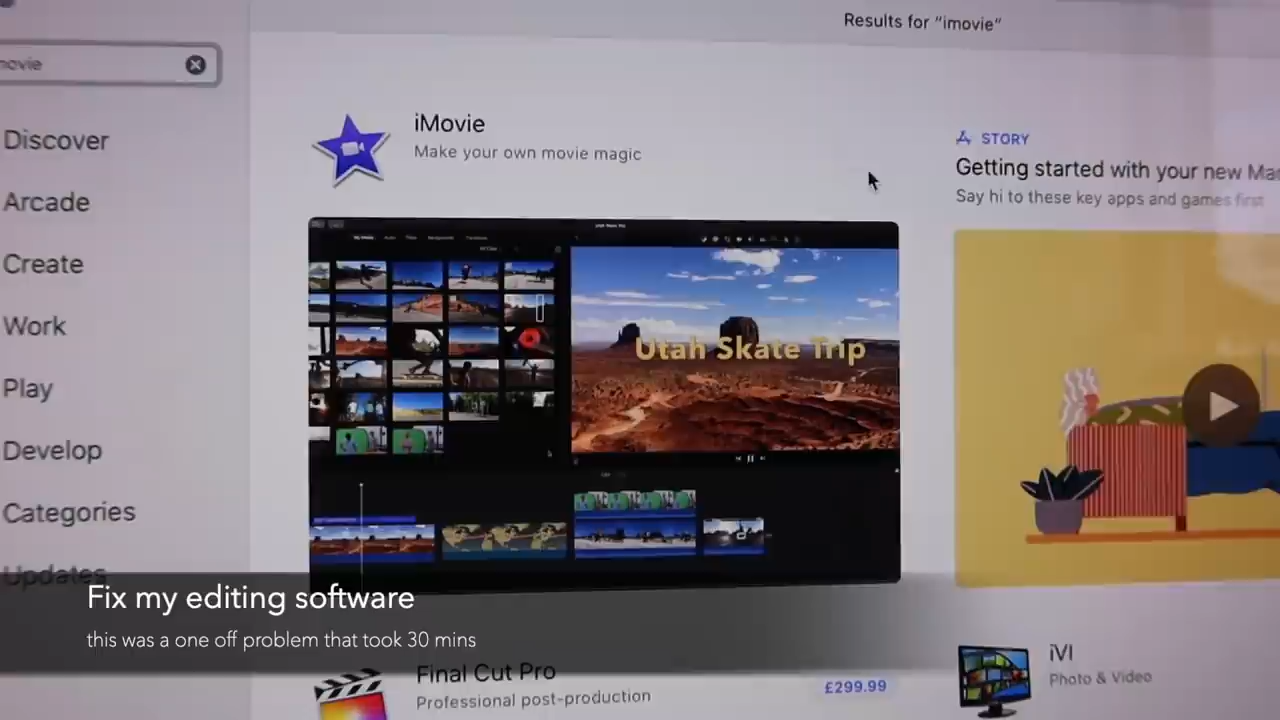 Results for “imovie”
movie
Discover
Arcade
Create
Work
Play
Develop
Categories
Updates
iMovie
Make your own movie magic
STORY
Getting started with your new Mac
Say hi to these key apps and games first
Utah Skate Trip
Fix my editing software
this was a one off problem that took 30 mins
Final Cut Pro
Professional post-production
£299.99
iVI
Photo & Video